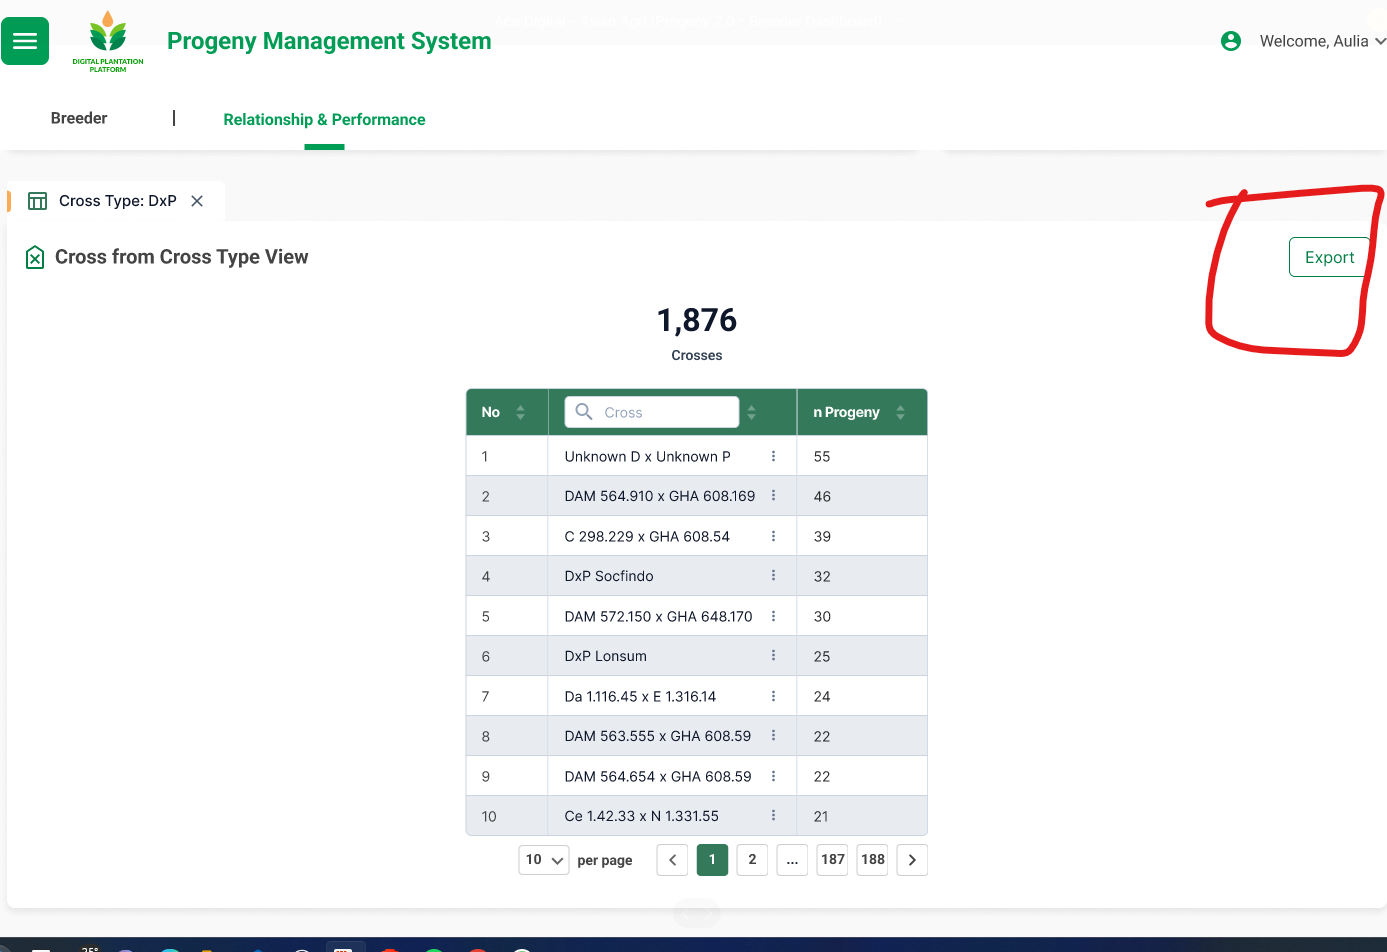 Progeny Management System
DIGITAL PLANTATION
PLATFORM
Welcome, Aulia
Breeder | Relationship & Performance
Cross Type: DxP
Cross from Cross Type View
Export
1,876
Crosses
No Cross n Progeny
1 Unknown D x Unknown P 55
2 DAM 564.910 x GHA 608.169 46
3 C 298.229 x GHA 608.54 39
4 DxP Socfindo 32
5 DAM 572.150 x GHA 648.170 30
6 DxP Lonsum 25
7 Da 1.116.45 x E 1.316.14 24
8 DAM 563.555 x GHA 608.59 22
9 DAM 564.654 x GHA 608.59 22
10 Ce 1.42.33 x N 1.331.55 21
10 per page 1 2 ... 187 188
25°